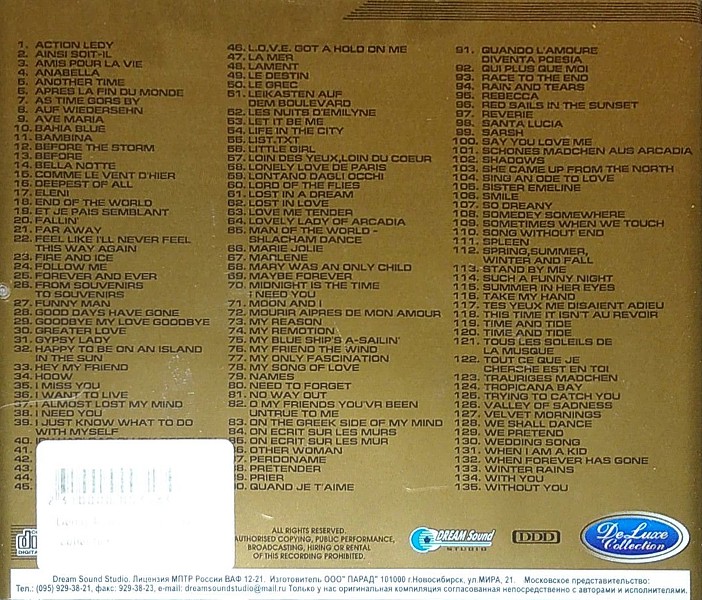 1. ACTION LEDY
2. AINSI SOIT-IL
3. AMIS POUR LA VIE
4. ANABELLA
5. ANOTHER TIME
6. APRES LA FIN DU MONDE
7. AS TIME GORS BY
8. AUF WIEDERSEHN
9. AVE MARIA
10. BAHIA BLUE
11. BAMBINA
12. BEFORE THE STORM
13. BEFORE
14. BELLA NOTTE
15. COMME LE VENT D'HIER
16. DEEPEST OF ALL
17. ELENI
18. END OF THE WORLD
19. ET JE PAIS SEMBLANT
20. FALLIN'
21. FAR AWAY
22. FEEL LIKE I'LL NEVER FEEL
THIS WAY AGAIN
23. FIRE AND ICE
24. FOLLOW ME
25. FOREVER AND EVER
26. FROM SOUVENIRS
TO SOUVENIRS
27. FUNNY MAN
28. GOOD DAYS HAVE GONE
29. GOODBYE MY LOVE GOODBYE
30. GREATER LOVE
31. GYPSY LADY
32. HAPPY TO BE ON AN ISLAND
IN THE SUN
33. HEY MY FRIEND
34. HOOW
35. I MISS YOU
36. I WANT TO LIVE
37. ALMOST LOST MY MIND
38. I NEED YOU
39. I JUST KNOW WHAT TO DO
WITH MYSELF
40.
41.
42.
43.
44.
45.
46. L.O.V.E. GOT A HOLD ON ME
47. LA MER
48. LAMENT
49. LE DESTIN
50. LE GREC
51. LEIKASTEN AUF
DEM BOULEVARD
52. LES NUITS D'EMILYNE
53. LET IT BE ME
54. LIFE IN THE CITY
55. LIST.TXT
56. LITTLE GIRL
57. LOIN DES YEUX,LOIN DU COEUR
58. LONELY LOVE DE PARIS
59. LONTANO DAGLI OCCHI
60. LORD OF THE FLIES
61. LOST IN A DREAM
62. LOST IN LOVE
63. LOVE ME TENDER
64. LOVELY LADY OF ARCADIA
65. MAN OF THE WORLD -
SHLACHAM DANCE
66. MARIE JOLIE
67. MARLENE
68. MARY WAS AN ONLY CHILD
69. MAYBE FOREVER
70. MIDNIGHT IS THE TIME
I NEED YOU
71. MOON AND I
72. MOURIR AIPRES DE MON AMOUR
73. MY REASON
74. MY REMOTION
75. MY BLUE SHIP'S A-SAILIN'
76. MY FRIEND THE WIND
77. MY ONLY FASCINATION
78. MY SONG OF LOVE
79. NAMES
80. NEED TO FORGET
81. NO WAY OUT
82. O MY FRIENDS YOU'VR BEEN
UNTRUE TO ME
83. ON THE GREEK SIDE OF MY MIND
84. ON ECRIT SUR LES MURS
85. ON ECRIT SUR LES MUR
86. OTHER WOMAN
87. PERDONAME
88. PRETENDER
89. PRIER
90. QUAND JE T'AIME
91. QUANDO L'AMOURE
DIVENTA POESIA
92. QUI PLUS QUE MOI
93. RACE TO THE END
94. RAIN AND TEARS
95. REBECCA
96. RED SAILS IN THE SUNSET
97. REVERIE
98. SANTA LUCIA
99. SARSH
100. SAY YOU LOVE ME
101. SCHONES MADCHEN AUS ARCADIA
102. SHADOWS
103. SHE CAME UP FROM THE NORTH
104. SING AN ODE TO LOVE
105. SISTER EMELINE
106. SMILE
107. SO DREANY
108. SOMEDEY SOMEWHERE
109. SOMETIMES WHEN WE TOUCH
110. SONG WITHOUT END
111. SPLEEN
112. SPRING,SUMMER,
WINTER AND FALL
113. STAND BY ME
114. SUCH A FUNNY NIGHT
115. SUMMER IN HER EYES
116. TAKE MY HAND
117. TES YEUX ME DISAIENT ADIEU
118. THIS TIME IT ISN'T AU REVOIR
119. TIME AND TIDE
120. TIME AND TIDE
121. TOUS LES SOLEILS DE
LA MUSQUE
122. TOUT CE QUE JE
CHERCHE EST EN TOI
123. TRAURIGES MADCHEN
124. TROPICANA BAY
125. TRYING TO CATCH YOU
126. VALLEY OF SADNESS
127. VELVET MORNINGS
128. WE SHALL DANCE
129. WE PRETEND
130. WEDDING SONG
131. WHEN I AM A KID
132. WHEN FOREVER HAS GONE
133. WINTER RAINS
134. WITH YOU
135. WITHOUT YOU
ALL RIGHTS RESERVED.
AUTHORISED COPYING, PUBLIC PERFORMANCE,
BROADCASTING, HIRING OR RENTAL
OF THIS RECORDING PROHIBITED.
DREAM Sound
STUDIO
DDD
DeLuxe
Collection
Dream Sound Studio. Лицензия МПТР России ВАФ 12-21. Изготовитель ООО" ПАРАД" 101000 г.Новосибирск, ул.МИРА, 21. Московское представительство:
Тел.: (095) 929-38-21, факс: 929-38-23, e-mail: dreamsoundstudio@mail.ru Только у нас оригинальная компиляция согласованная непосредственно с авторами и исполнителями.